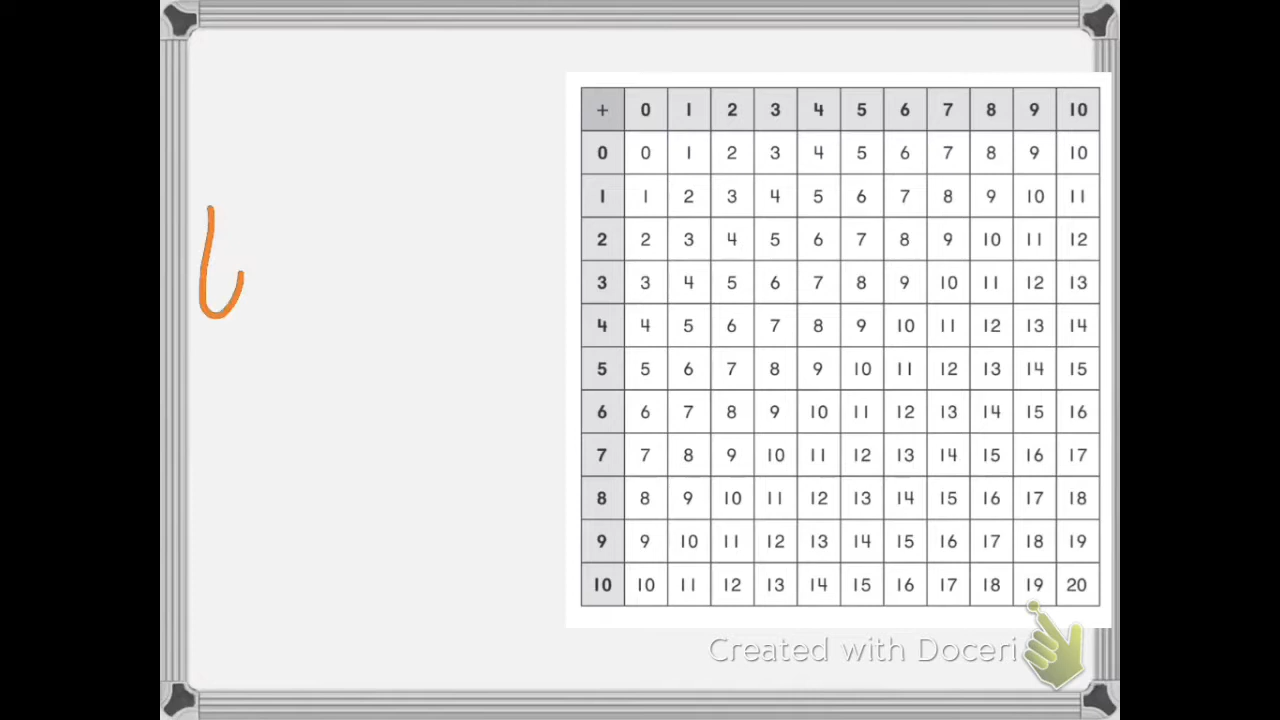 + 0 1 2 3 4 5 6 7 8 9 10
0 0 1 2 3 4 5 6 7 8 9 10
1 1 2 3 4 5 6 7 8 9 10 11
2 2 3 4 5 6 7 8 9 10 11 12
3 3 4 5 6 7 8 9 10 11 12 13
4 4 5 6 7 8 9 10 11 12 13 14
5 5 6 7 8 9 10 11 12 13 14 15
6 6 7 8 9 10 11 12 13 14 15 16
7 7 8 9 10 11 12 13 14 15 16 17
8 8 9 10 11 12 13 14 15 16 17 18
9 9 10 11 12 13 14 15 16 17 18 19
10 10 11 12 13 14 15 16 17 18 19 20
Created with Doceri